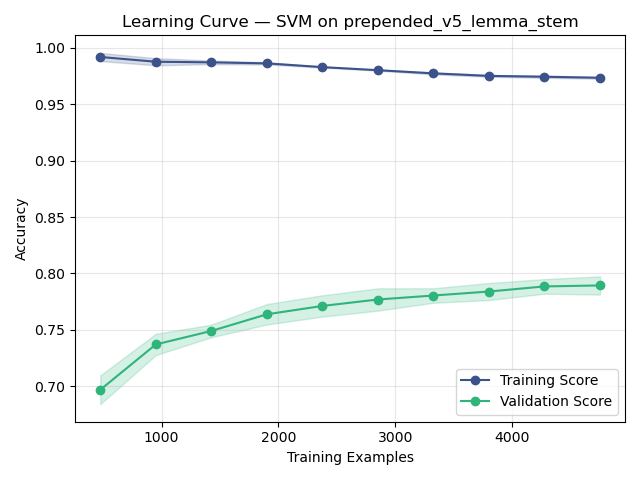 Learning Curve — SVM on prepended_v5_lemma_stem
1.00
0.95
0.90
0.85
0.80
0.75
0.70
Accuracy
Training Score
Validation Score
1000
2000
3000
4000
Training Examples